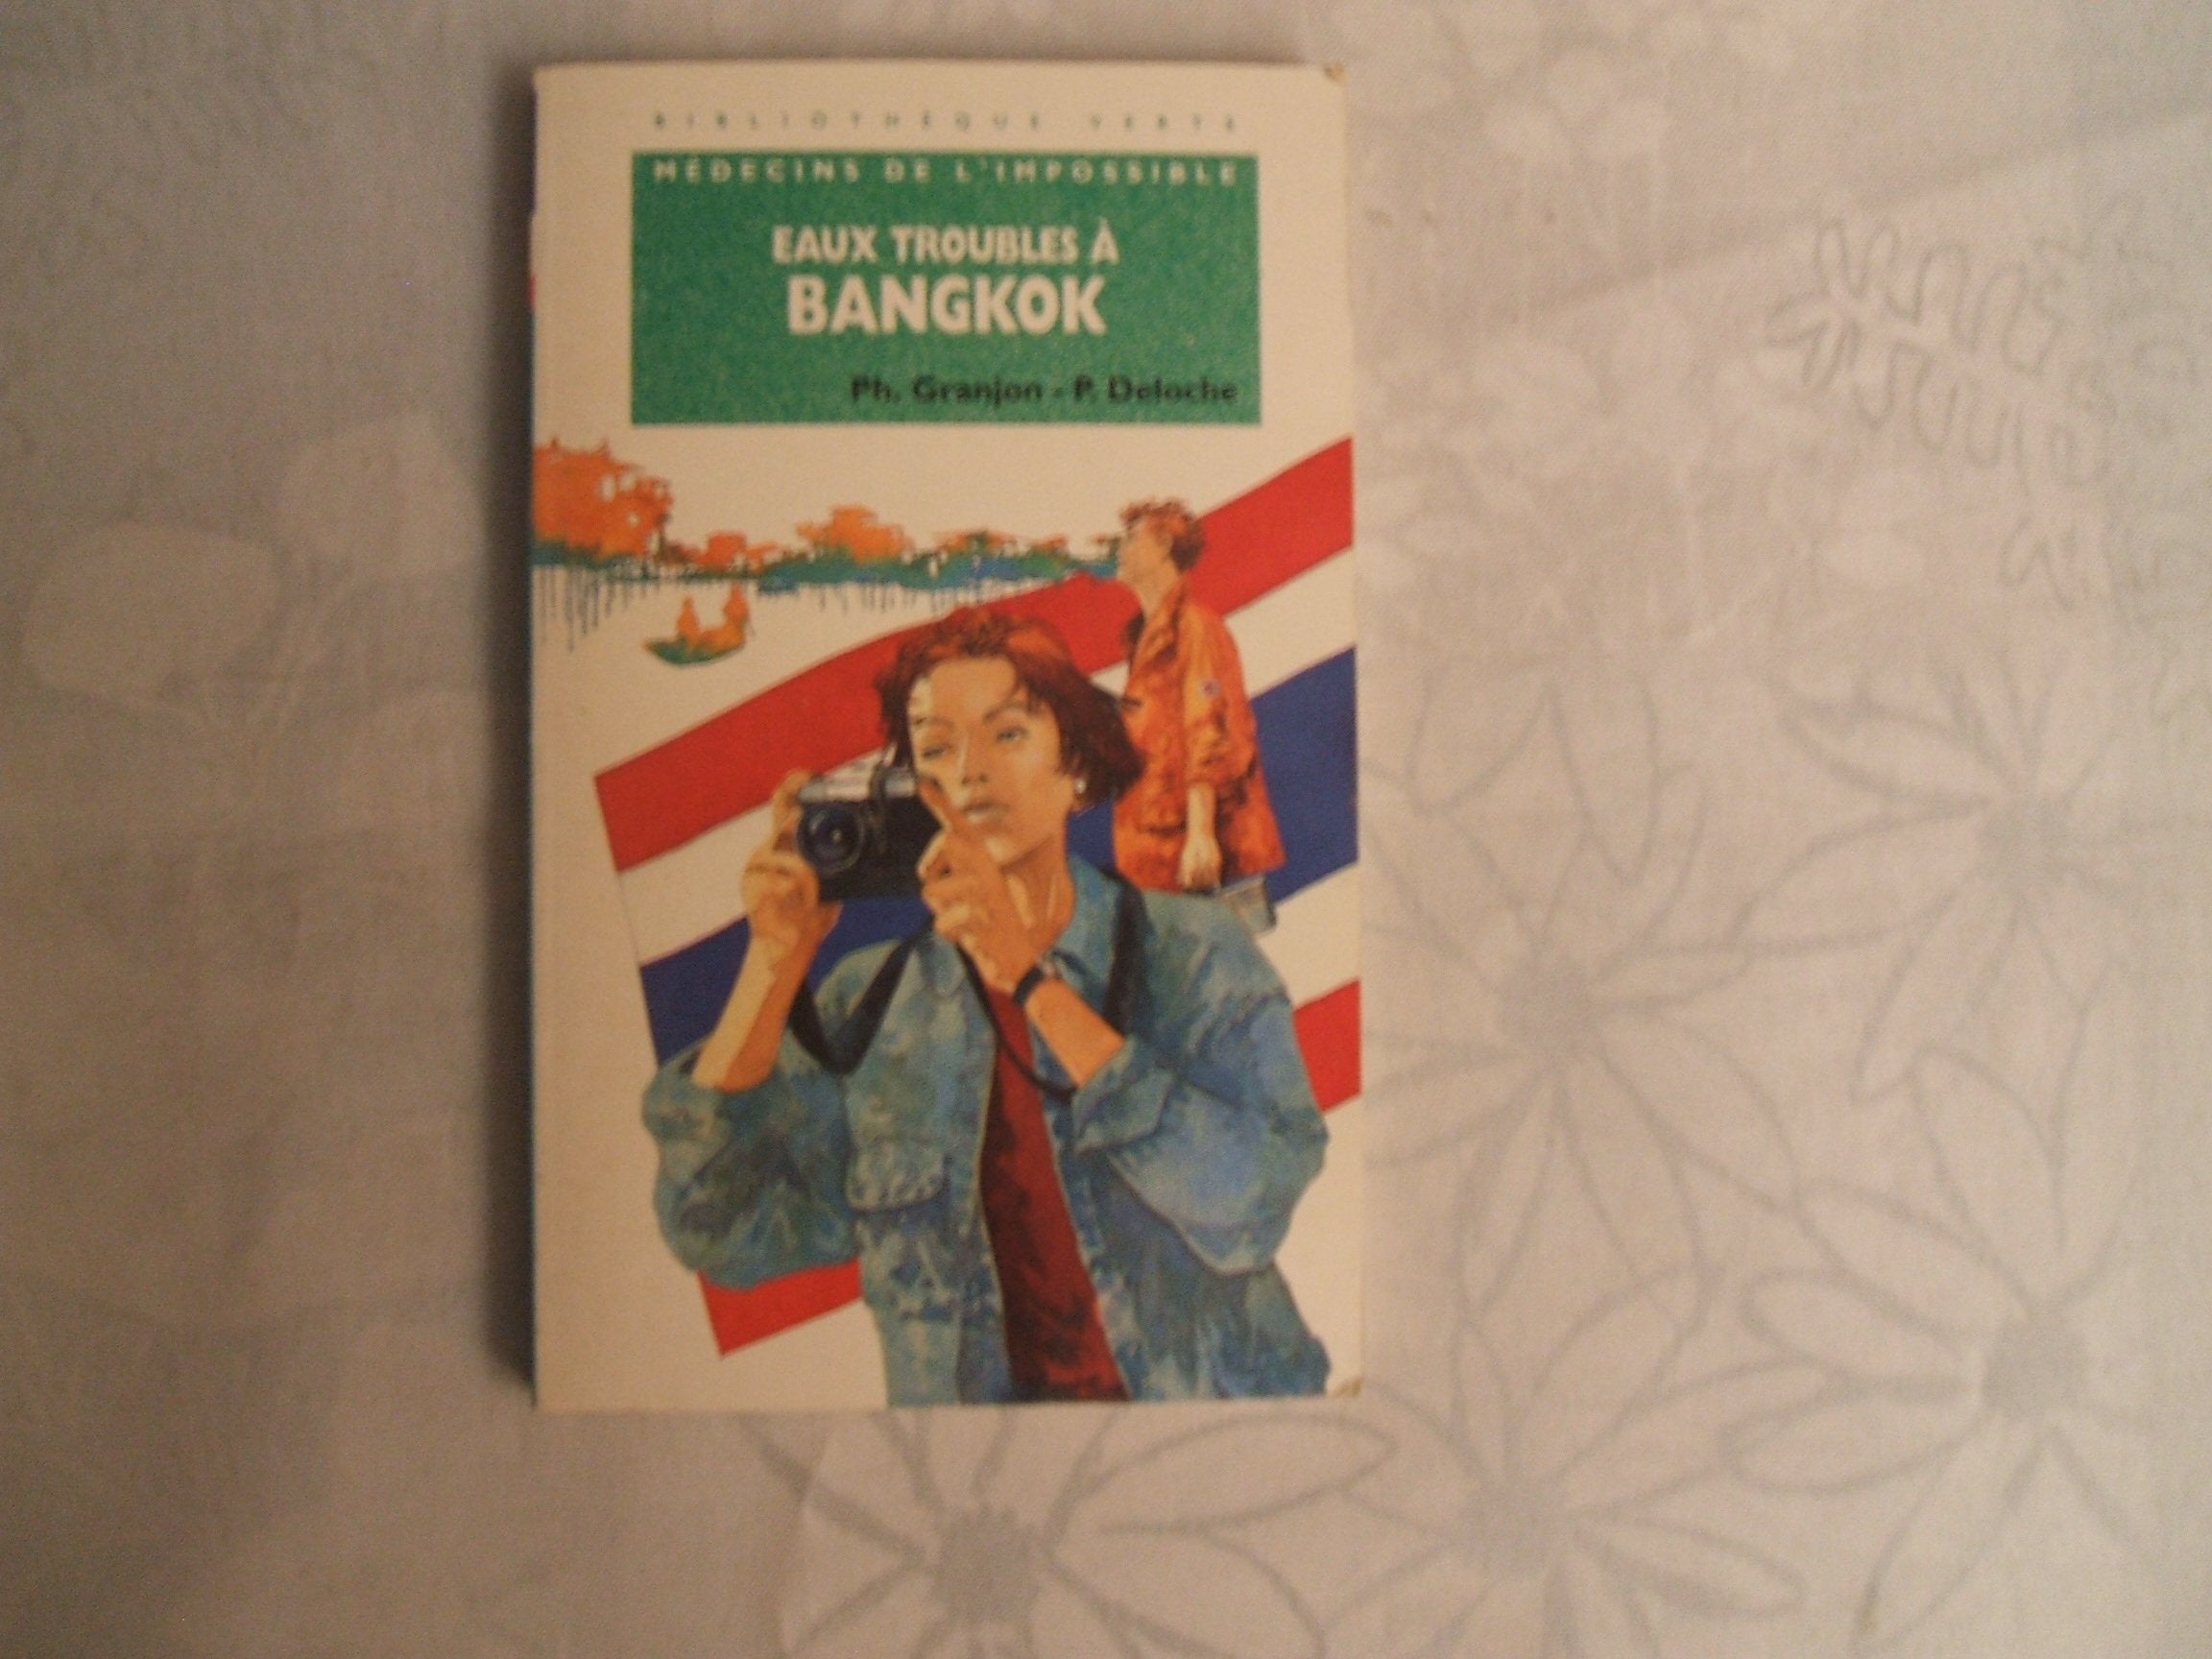 BIBLIOTHÈQUE VERTE
MÉDECINS DE L'IMPOSSIBLE
EAUX TROUBLES À
BANGKOK
Ph. Granjon - P. Deloche